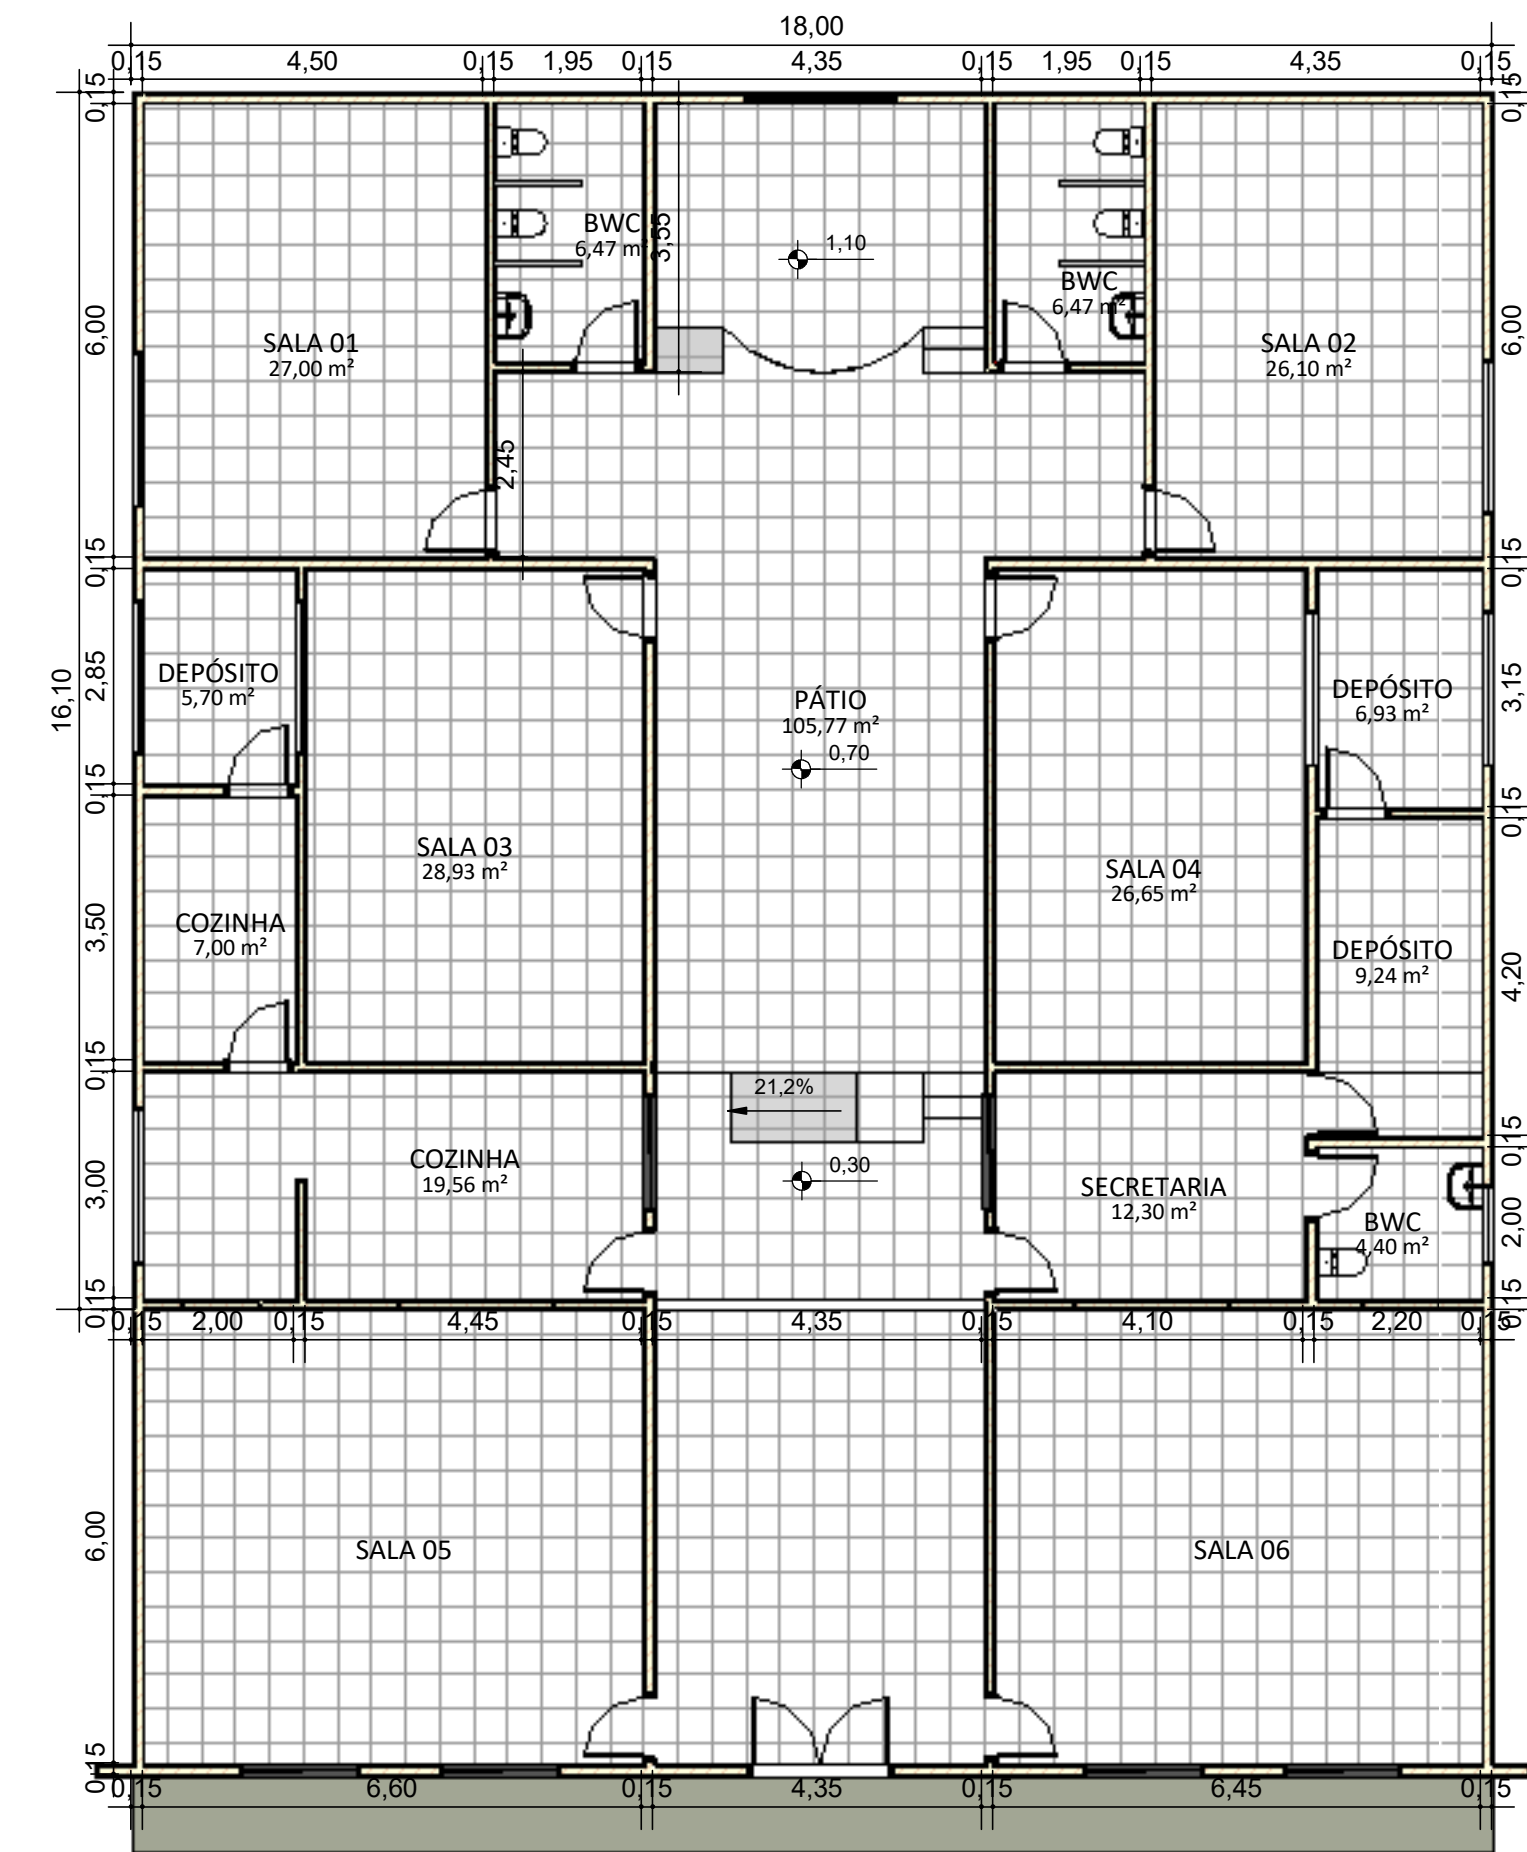 18,00
0,15 4,50 0,15 1,95 0,15 4,35 0,15 1,95 0,15 4,35 0,15
0,15
0,15
BWC
6,47 m²
3,55
1,10
BWC
6,47 m²
6,00
SALA 01
27,00 m²
SALA 02
26,10 m²
6,00
2,45
0,15
0,15
16,10
2,85
DEPÓSITO
5,70 m²
PÁTIO
105,77 m²
0,70
DEPÓSITO
6,93 m²
3,15
0,15
0,15
SALA 03
28,93 m²
SALA 04
26,65 m²
3,50
COZINHA
7,00 m²
DEPÓSITO
9,24 m²
4,20
0,15
21,2%
0,15
3,00
COZINHA
19,56 m²
0,30
SECRETARIA
12,30 m²
BWC
4,40 m²
2,00
0,15
0,15
0,15 2,00 0,15 4,45 0,15 4,35 0,15 4,10 0,15 2,20 0,15
6,00
SALA 05
SALA 06
0,15
0,15 6,60 0,15 4,35 0,15 6,45 0,15